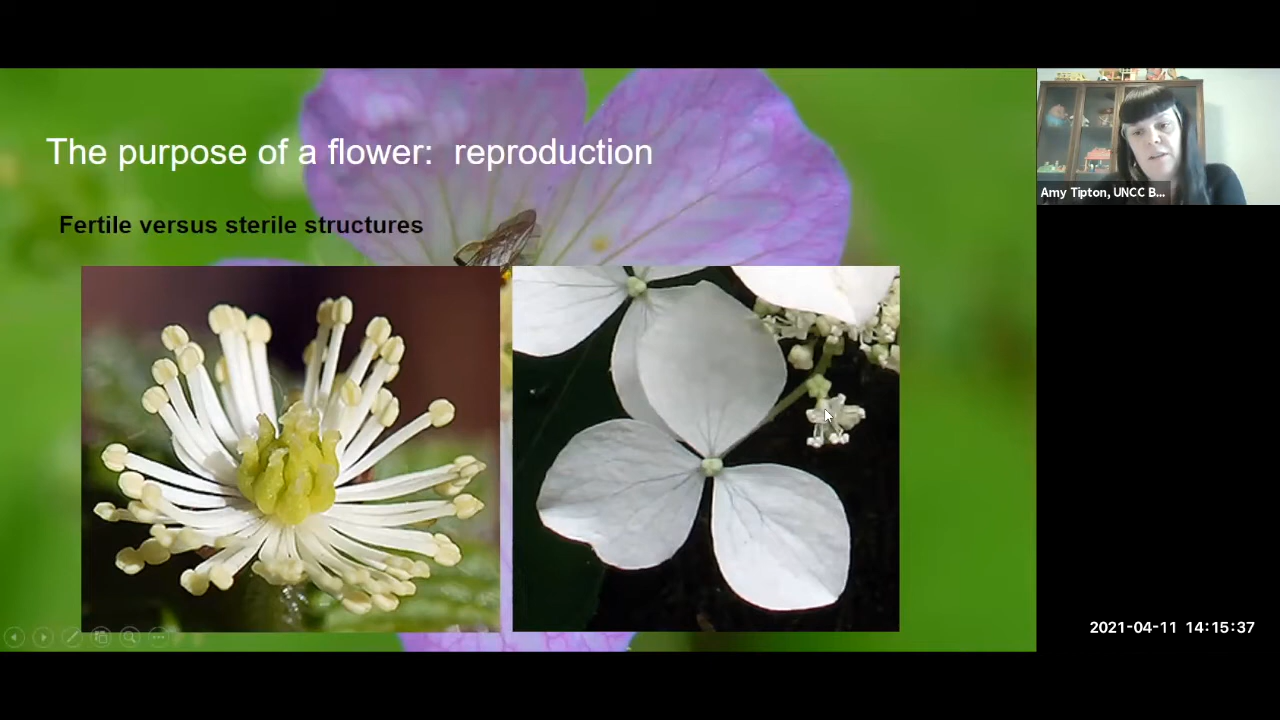 The purpose of a flower: reproduction
Fertile versus sterile structures
Amy Tipton, UNCC B...
2021-04-11 14:15:37